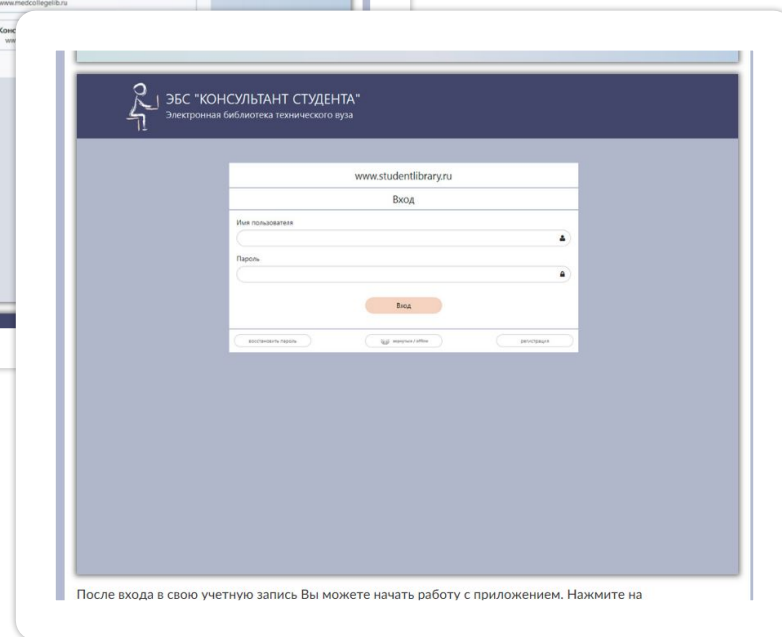 www.medcollegelib.ru
ЭБС "КОНСУЛЬТАНТ СТУДЕНТА"
Электронная библиотека технического вуза
www.studentlibrary.ru
Вход
Имя пользователя
Пароль
Вход
восстановить пароль
регистрация
После входа в свою учетную запись Вы можете начать работу с приложением. Нажмите на